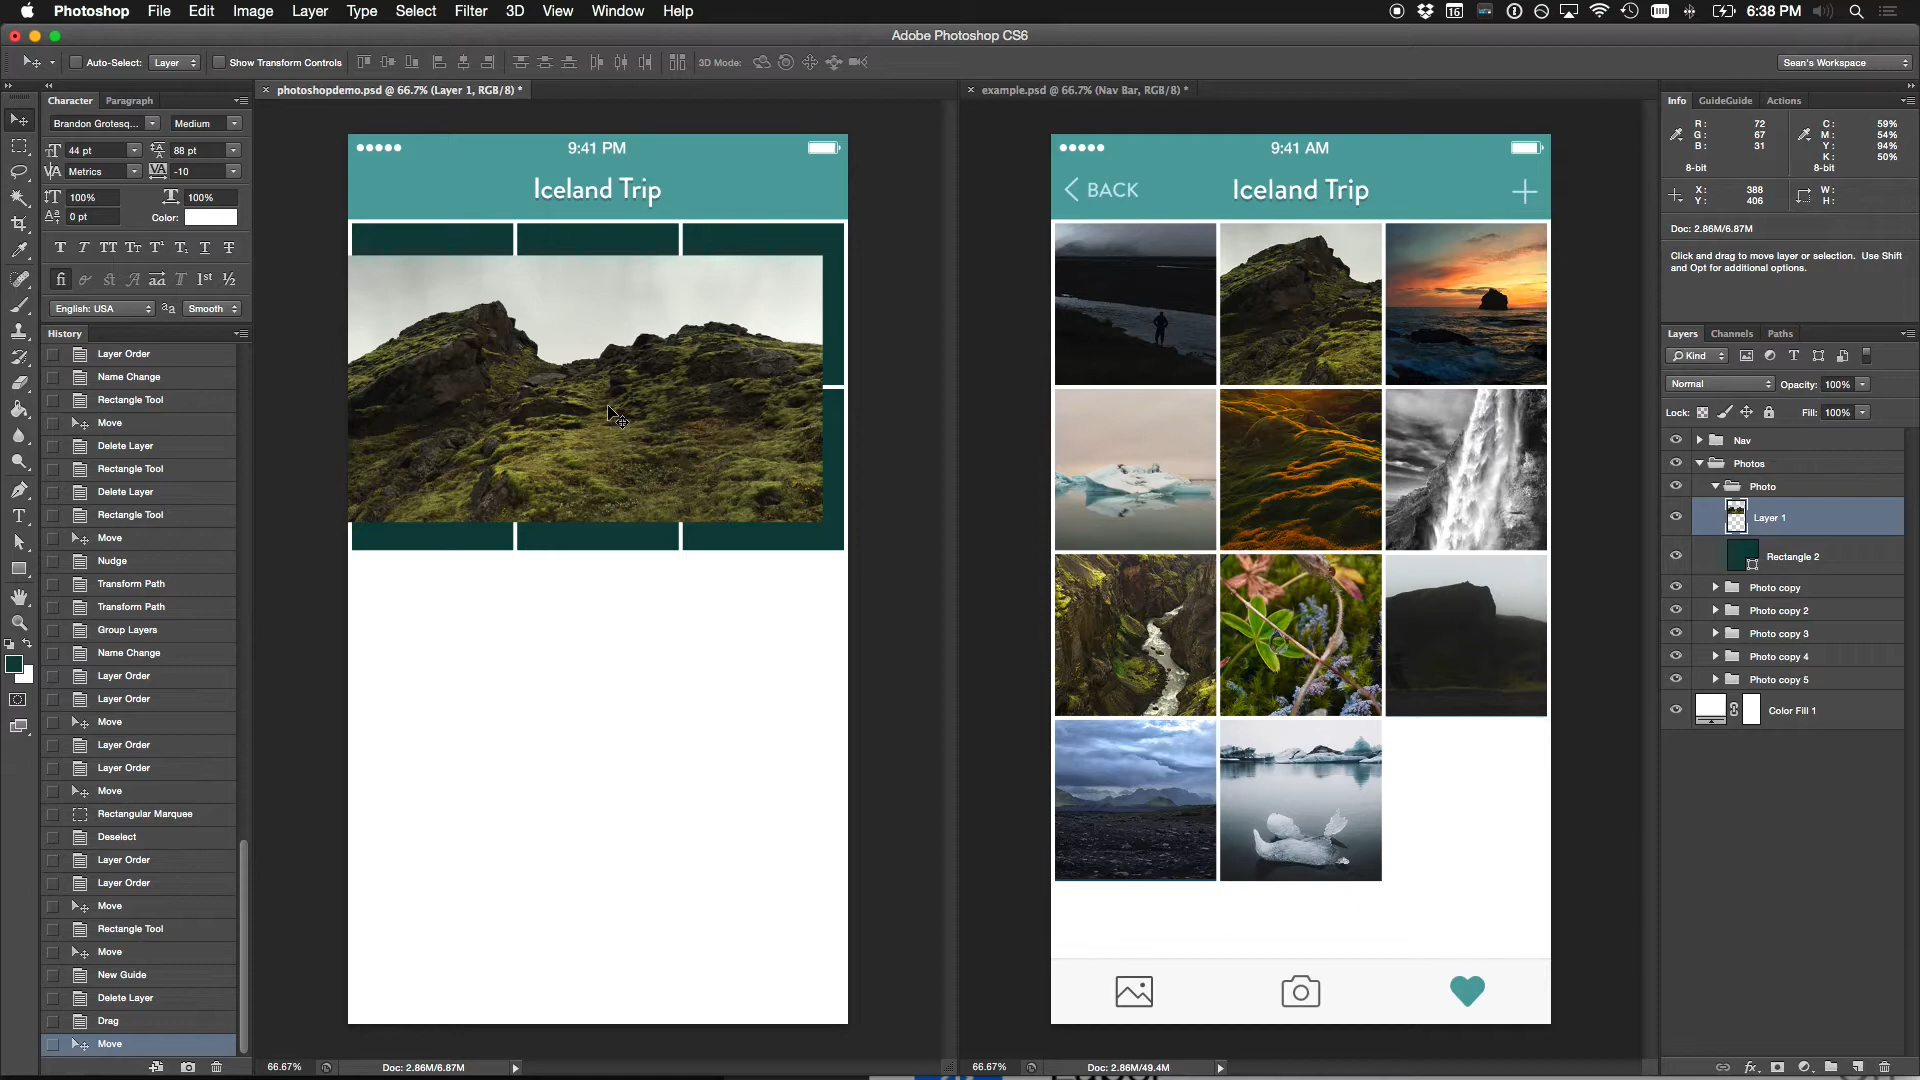 Photoshop File Edit Image Layer Type Select Filter 3D View Window Help
16
6:38 PM
Adobe Photoshop CS6
Auto-Select: Layer
Show Transform Controls
3D Mode:
Sean's Workspace
Character Paragraph
Brandon Grotesq... Medium
44 pt 88 pt
Metrics -10
100% 100%
0 pt Color:
English: USA Smooth
History
Layer Order
Name Change
Rectangle Tool
Move
Delete Layer
Rectangle Tool
Delete Layer
Rectangle Tool
Move
Nudge
Transform Path
Transform Path
Group Layers
Name Change
Layer Order
Layer Order
Move
Layer Order
Layer Order
Move
Rectangular Marquee
Deselect
Layer Order
Layer Order
Move
Rectangle Tool
Move
New Guide
Delete Layer
Drag
Move
photoshopdemo.psd @ 66.7% (Layer 1, RGB/8) *
9:41 PM
Iceland Trip
66.67% Doc: 2.86M/6.87M
example.psd @ 66.7% (Nav Bar, RGB/8) *
9:41 AM
BACK Iceland Trip
66.67% Doc: 2.86M/49.4M
Info GuideGuide Actions
R: 72 C: 59%
G: 67 M: 54%
B: 31 Y: 94%
K: 50%
8-bit 8-bit
X: 388 W:
Y: 406 H:
Doc: 2.86M/6.87M
Click and drag to move layer or selection. Use Shift
and Opt for additional options.
Layers Channels Paths
Kind
Normal Opacity: 100%
Lock: Fill: 100%
Nav
Photos
Photo
Layer 1
Rectangle 2
Photo copy
Photo copy 2
Photo copy 3
Photo copy 4
Photo copy 5
Color Fill 1